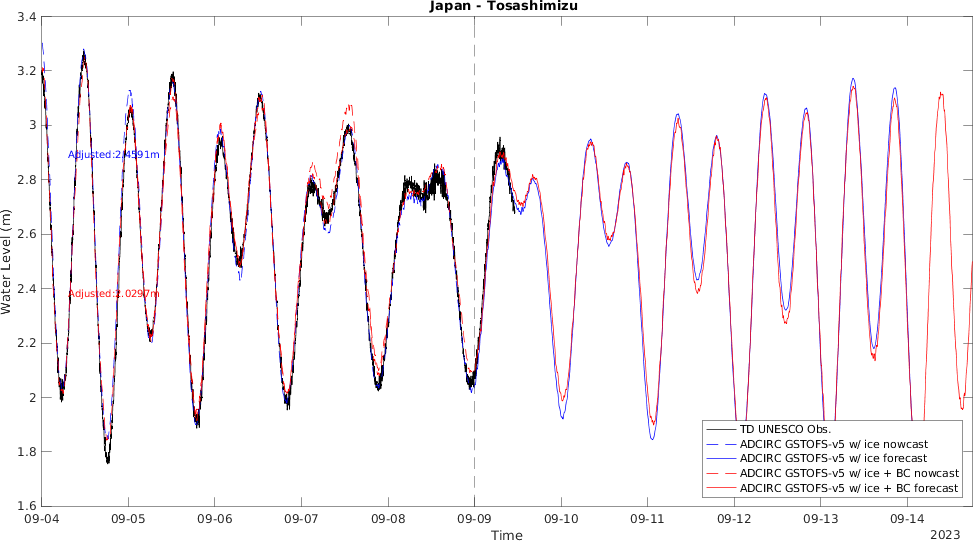 Japan - Tosashimizu
3.4
3.2
3
2.8
2.6
2.4
2.2
2
1.8
1.6
Water Level (m)
Adjusted:2.4591m
Adjusted:2.0297m
TD UNESCO Obs.
ADCIRC GSTOFS-v5 w/ ice nowcast
ADCIRC GSTOFS-v5 w/ ice forecast
ADCIRC GSTOFS-v5 w/ ice + BC nowcast
ADCIRC GSTOFS-v5 w/ ice + BC forecast
09-04 09-05 09-06 09-07 09-08 09-09 09-10 09-11 09-12 09-13 09-14
Time
2023